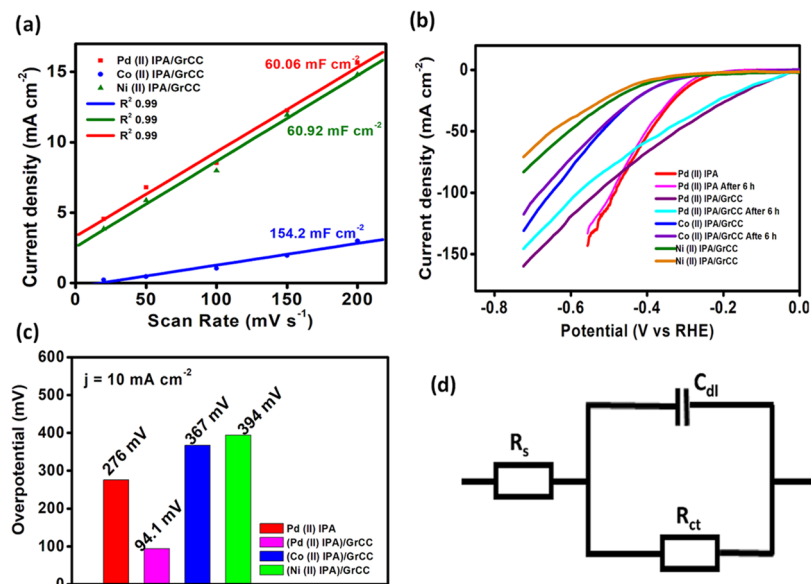 (a)
Pd (II) IPA/GrCC
Co (II) IPA/GrCC
Ni (II) IPA/GrCC
R² 0.99
R² 0.99
R² 0.99
60.06 mF cm⁻²
60.92 mF cm⁻²
154.2 mF cm⁻²
15
10
5
0
Current density (mA cm⁻²)
0 50 100 150 200
Scan Rate (mV s⁻¹)
(b)
0
-50
-100
-150
Current density (mA cm⁻²)
Pd (II) IPA
Pd (II) IPA After 6 h
Pd (II) IPA/GrCC
Pd (II) IPA/GrCC After 6 h
Co (II) IPA/GrCC
Co (II) IPA/GrCC Afte 6 h
Ni (II) IPA/GrCC
Ni (II) IPA/GrCC
-0.8 -0.6 -0.4 -0.2 0.0
Potential (V vs RHE)
(c)
600
500
400
300
200
100
0
Overpotential (mV)
j = 10 mA cm⁻²
276 mV
94.1 mV
367 mV
394 mV
Pd (II) IPA
(Pd (II) IPA)/GrCC
(Co (II) IPA)/GrCC
(Ni (II) IPA)/GrCC
(d)
Cdl
Rs
Rct